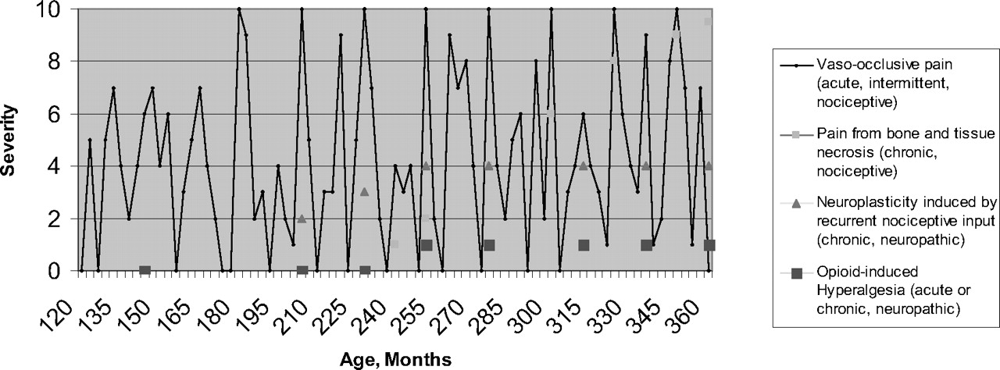 10
8
6
4
2
0
Severity
120
135
150
165
180
195
210
225
240
255
270
285
300
315
330
345
360
Age, Months
Vaso-occlusive pain
(acute, intermittent,
nociceptive)
Pain from bone and tissue
necrosis (chronic,
nociceptive)
Neuroplasticity induced by
recurrent nociceptive input
(chronic, neuropathic)
Opioid-induced
Hyperalgesia (acute or
chronic, neuropathic)